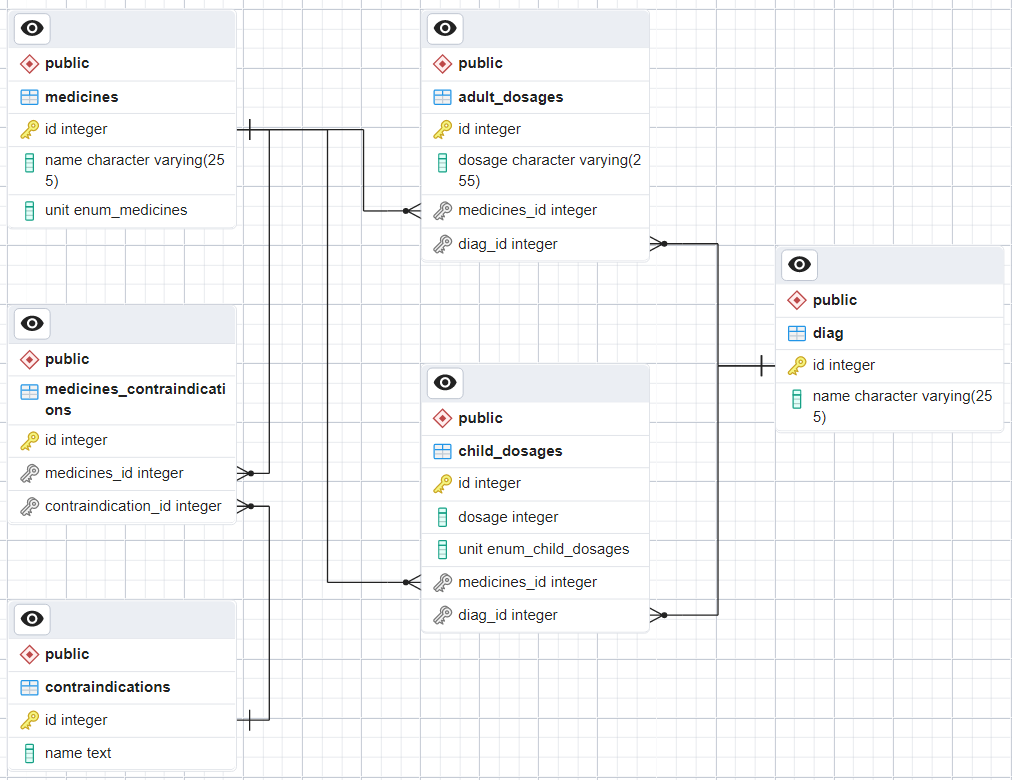 public
medicines
id integer
name character varying(25
5)
unit enum_medicines
public
medicines_contraindicati
ons
id integer
medicines_id integer
contraindication_id integer
public
contraindications
id integer
name text
public
adult_dosages
id integer
dosage character varying(2
55)
medicines_id integer
diag_id integer
public
child_dosages
id integer
dosage integer
unit enum_child_dosages
medicines_id integer
diag_id integer
public
diag
id integer
name character varying(25
5)